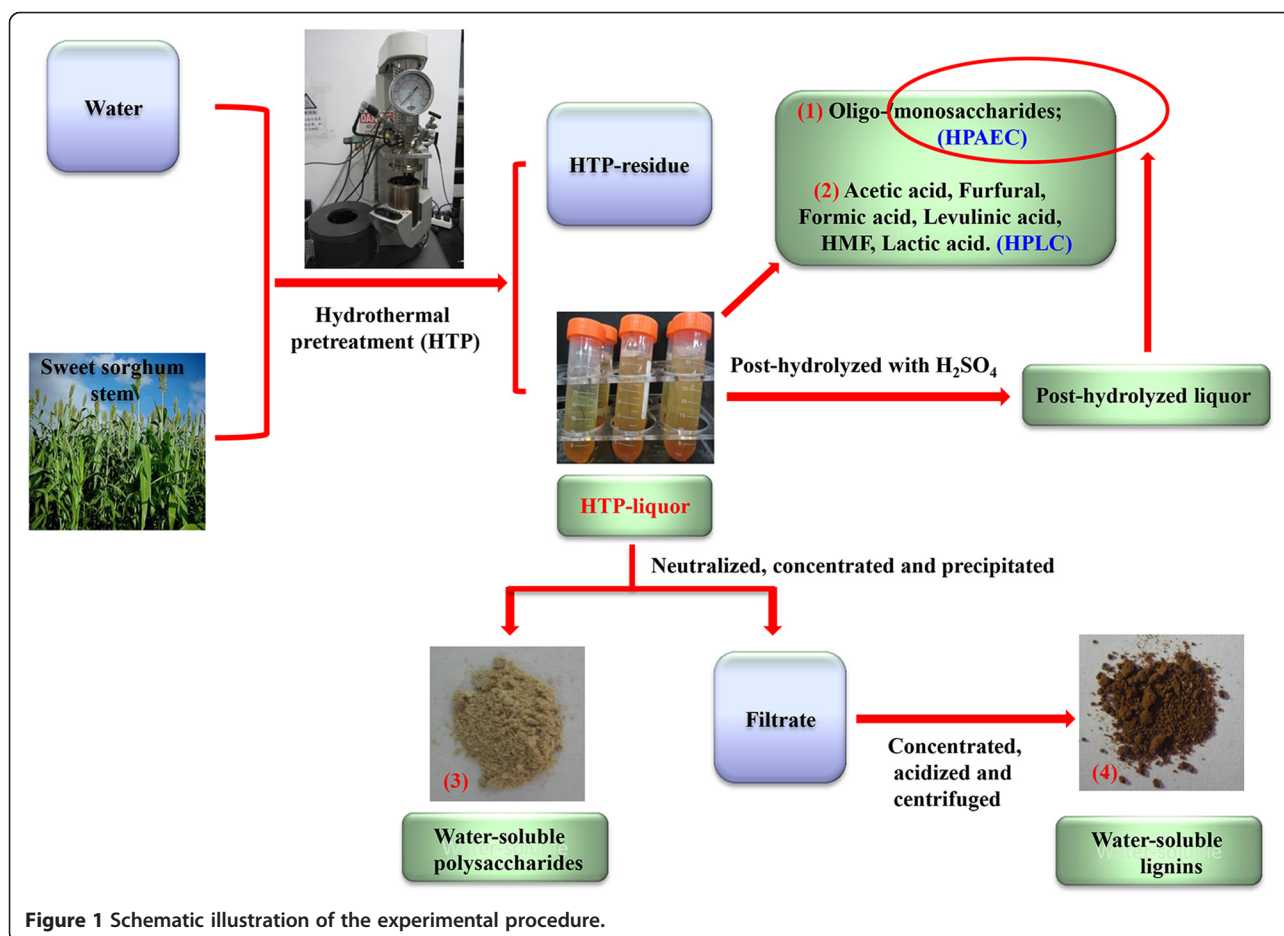 Water
HTP-residue
(1) Oligo-/monosaccharides;
(HPAEC)
(2) Acetic acid, Furfural,
Formic acid, Levulinic acid,
HMF, Lactic acid. (HPLC)
Hydrothermal
pretreatment (HTP)
Sweet sorghum
stem
Post-hydrolyzed with H₂SO₄
Post-hydrolyzed liquor
HTP-liquor
Neutralized, concentrated and precipitated
(3)
Filtrate
Concentrated,
acidized and
centrifuged
(4)
Water-soluble
polysaccharides
Water-soluble
lignins
Figure 1 Schematic illustration of the experimental procedure.